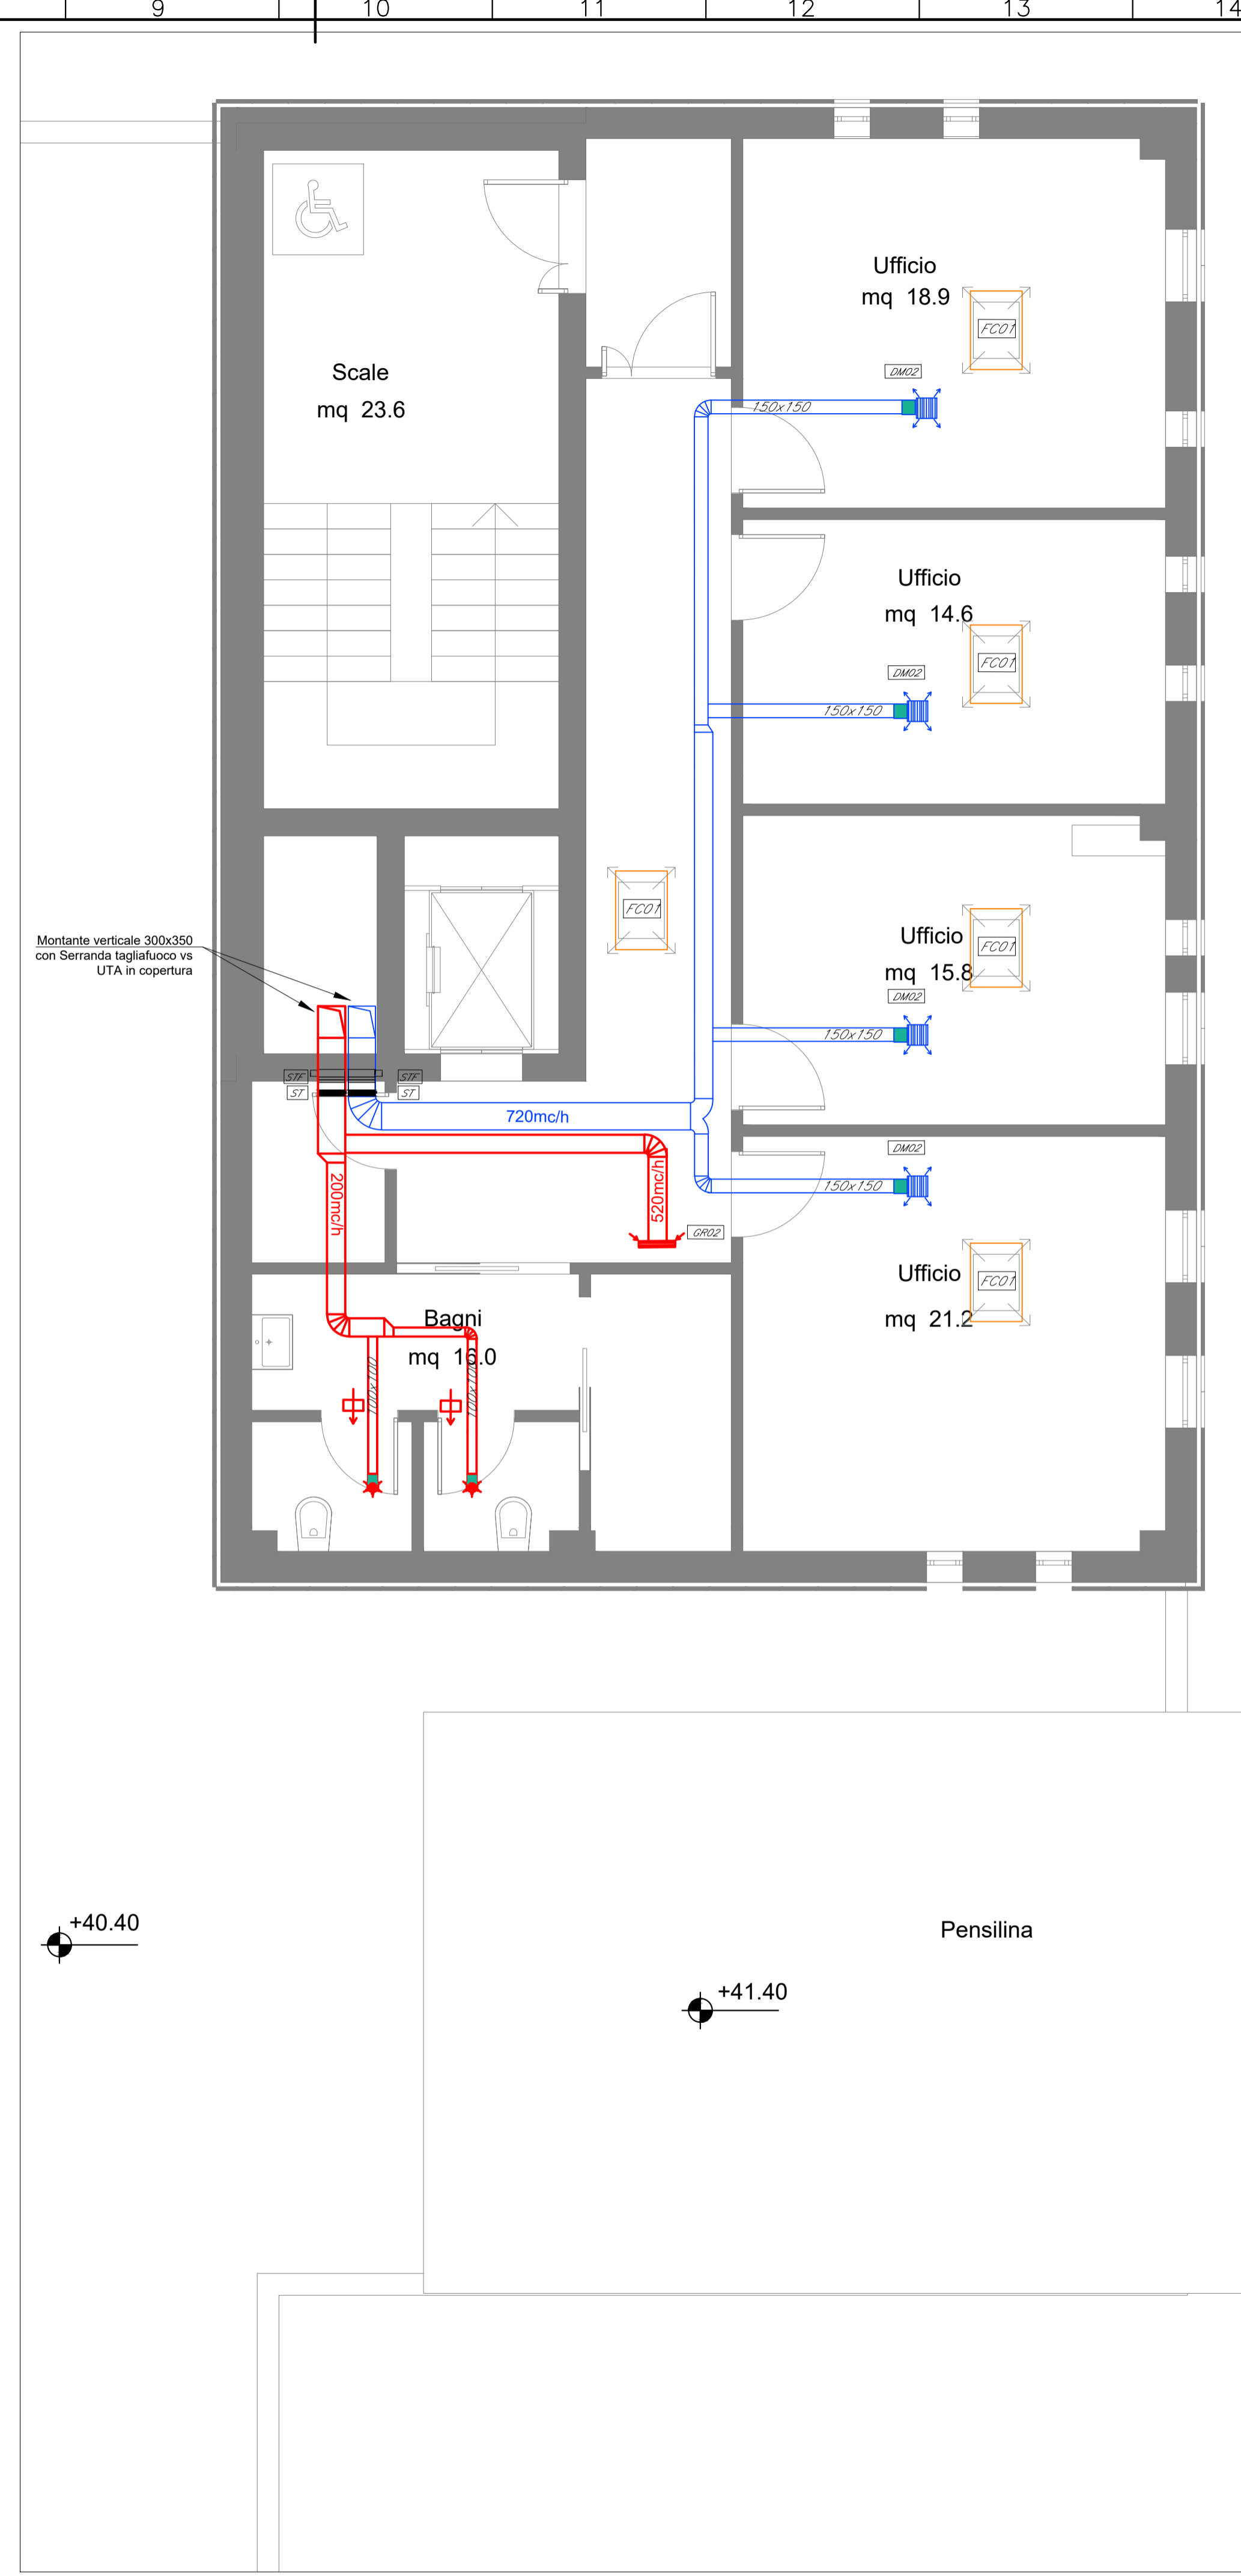 9
10
11
12
13
14
Ufficio
mq 18.9
FC01
DM02
150x150
Scale
mq 23.6
Ufficio
mq 14.6
FC01
DM02
150x150
FC01
Ufficio
mq 15.8
FC01
DM02
150x150
Montante verticale 300x350
con Serranda tagliafuoco vs
UTA in copertura
STF
STF
ST
ST
720mc/h
DM02
150x150
200mc/h
520mc/h
GR02
Ufficio
mq 21.2
FC01
Bagni
mq 16.0
100x100
100x100
+40.40
Pensilina
+41.40